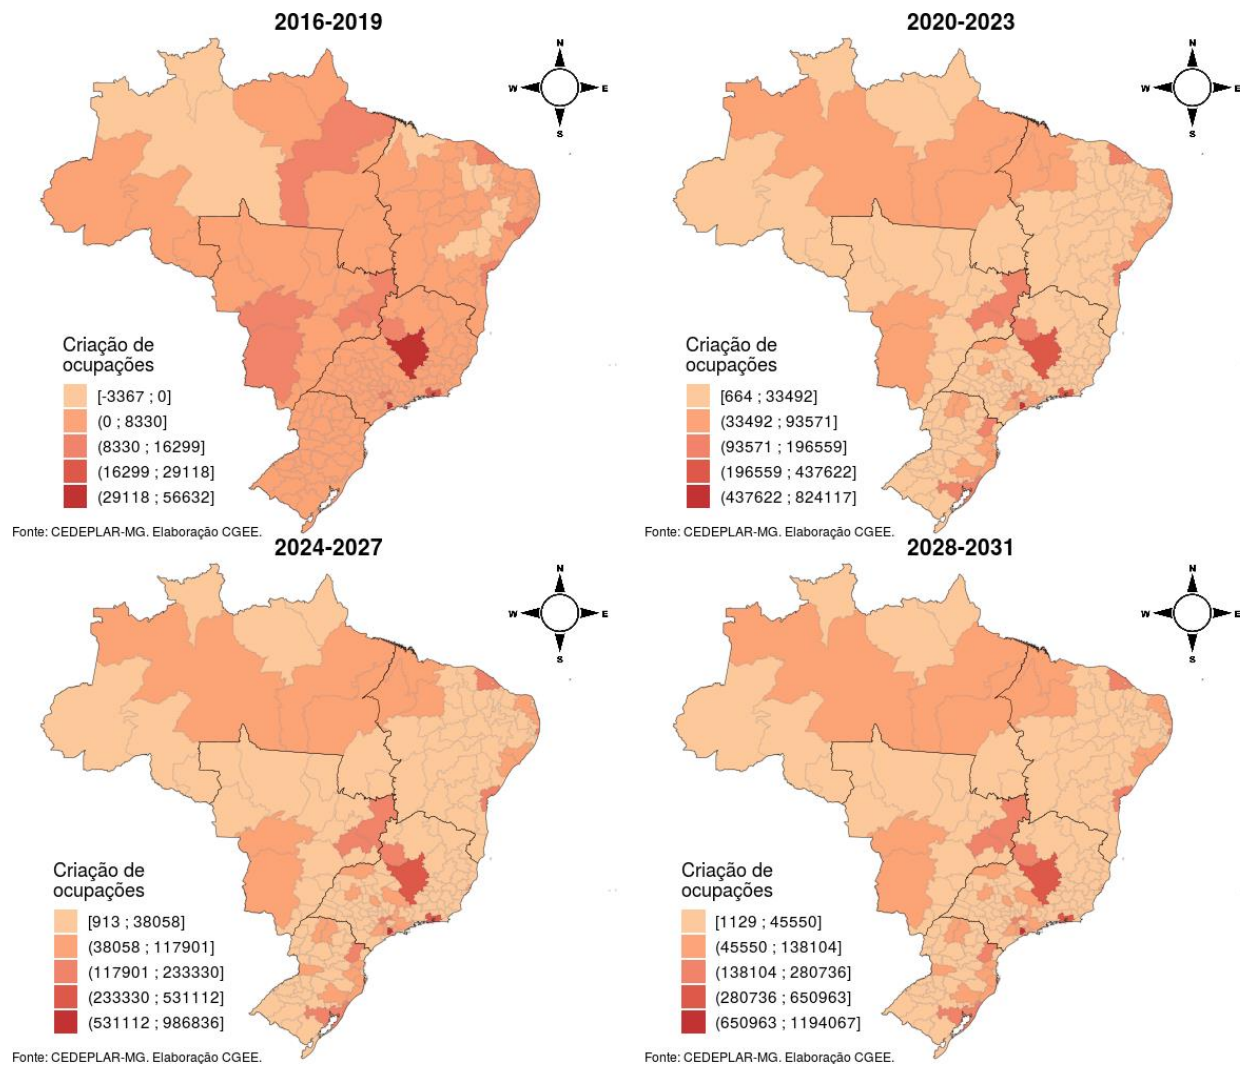 2016-2019
N
W E
S
Criação de
ocupações
[-3367 ; 0]
(0 ; 8330]
(8330 ; 16299]
(16299 ; 29118]
(29118 ; 56632]
Fonte: CEDEPLAR-MG. Elaboração CGEE.
2020-2023
N
W E
S
Criação de
ocupações
[664 ; 33492]
(33492 ; 93571]
(93571 ; 196559]
(196559 ; 437622]
(437622 ; 824117]
Fonte: CEDEPLAR-MG. Elaboração CGEE.
2024-2027
N
W E
S
Criação de
ocupações
[913 ; 38058]
(38058 ; 117901]
(117901 ; 233330]
(233330 ; 531112]
(531112 ; 986836]
Fonte: CEDEPLAR-MG. Elaboração CGEE.
2028-2031
N
W E
S
Criação de
ocupações
[1129 ; 45550]
(45550 ; 138104]
(138104 ; 280736]
(280736 ; 650963]
(650963 ; 1194067]
Fonte: CEDEPLAR-MG. Elaboração CGEE.